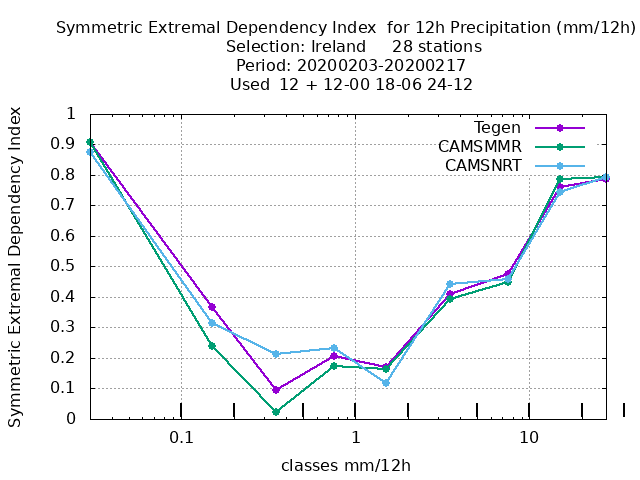 Symmetric Extremal Dependency Index  for 12h Precipitation (mm/12h)
Selection: Ireland     28 stations
Period: 20200203-20200217
Used  12 + 12-00 18-06 24-12
Symmetric Extremal Dependency Index
1
0.9
0.8
0.7
0.6
0.5
0.4
0.3
0.2
0.1
0
Tegen
CAMSMMR
CAMSNRT
0.1
1
10
classes mm/12h